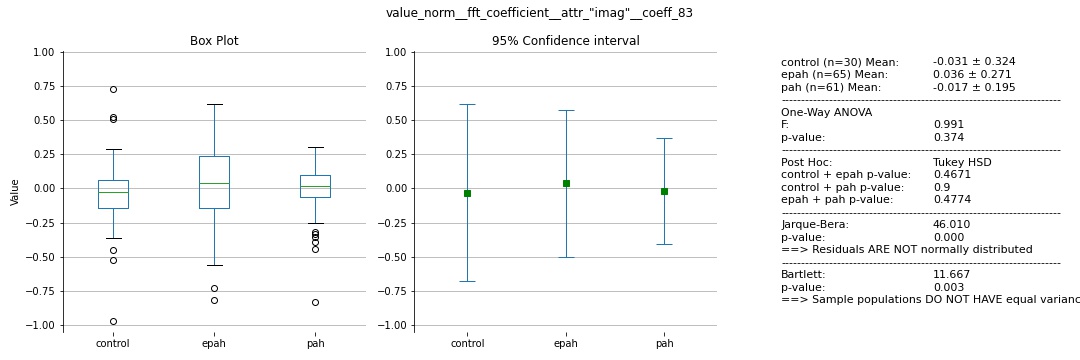 value_norm__fft_coefficient__attr_"imag"__coeff_83
Box Plot
1.00
0.75
0.50
0.25
0.00
−0.25
−0.50
−0.75
−1.00
Value
control epah pah
95% Confidence interval
1.00
0.75
0.50
0.25
0.00
−0.25
−0.50
−0.75
−1.00
control epah pah
control (n=30) Mean: -0.031 ± 0.324
epah (n=65) Mean: 0.036 ± 0.271
pah (n=61) Mean: -0.017 ± 0.195
One-Way ANOVA
F: 0.991
p-value: 0.374
Post Hoc: Tukey HSD
control + epah p-value: 0.4671
control + pah p-value: 0.9
epah + pah p-value: 0.4774
Jarque-Bera: 46.010
p-value: 0.000
==> Residuals ARE NOT normally distributed
Bartlett: 11.667
p-value: 0.003
==> Sample populations DO NOT HAVE equal varianc